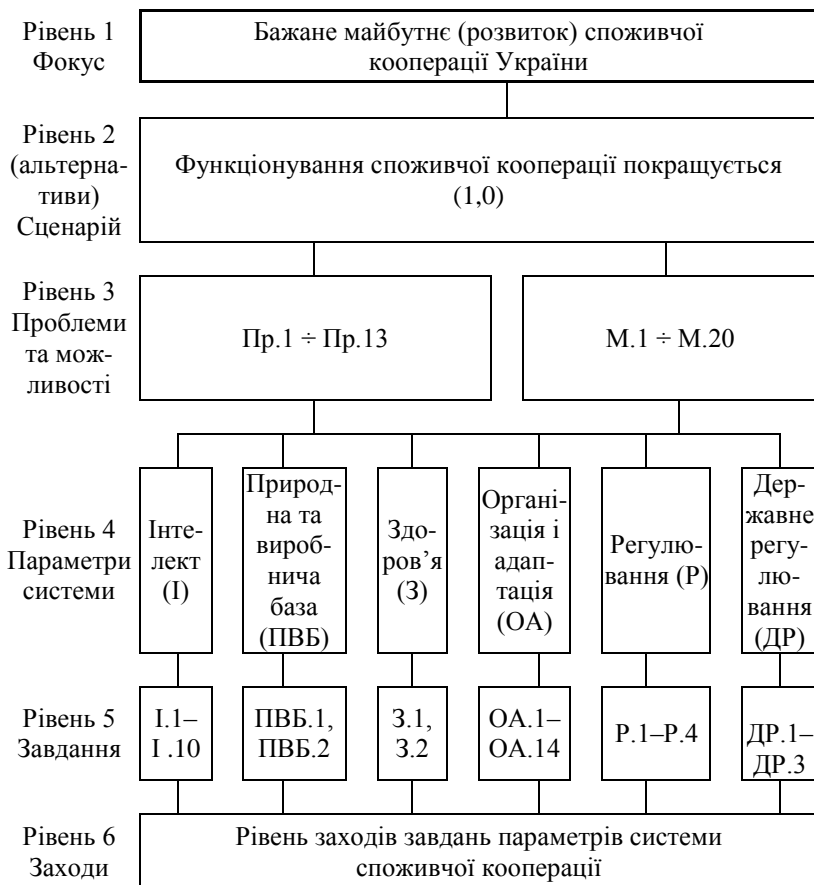 Рівень 1
Фокус
Бажане майбутнє (розвиток) споживчої
кооперації України
Рівень 2
(альтерна-
тиви)
Сценарій
Функціонування споживчої кооперації покращується
(1,0)
Рівень 3
Проблеми
та мож-
ливості
Пр.1 ÷ Пр.13
М.1 ÷ М.20
Рівень 4
Параметри
системи
Інте-
лект
(І)
Природ-
на та
вироб-
нича
база
(ПВБ)
Здо-
ров’я
(З)
Органі-
зація і
адап-
тація
(ОА)
Регулю-
вання (Р)
Дер-
жавне
регу-
лю-
вання
(ДР)
Рівень 5
Завдання
І.1–
І .10
ПВБ.1,
ПВБ.2
З.1,
З.2
ОА.1–
ОА.14
Р.1–Р.4
ДР.1–
ДР.3
Рівень 6
Заходи
Рівень заходів завдань параметрів системи
споживчої кооперації